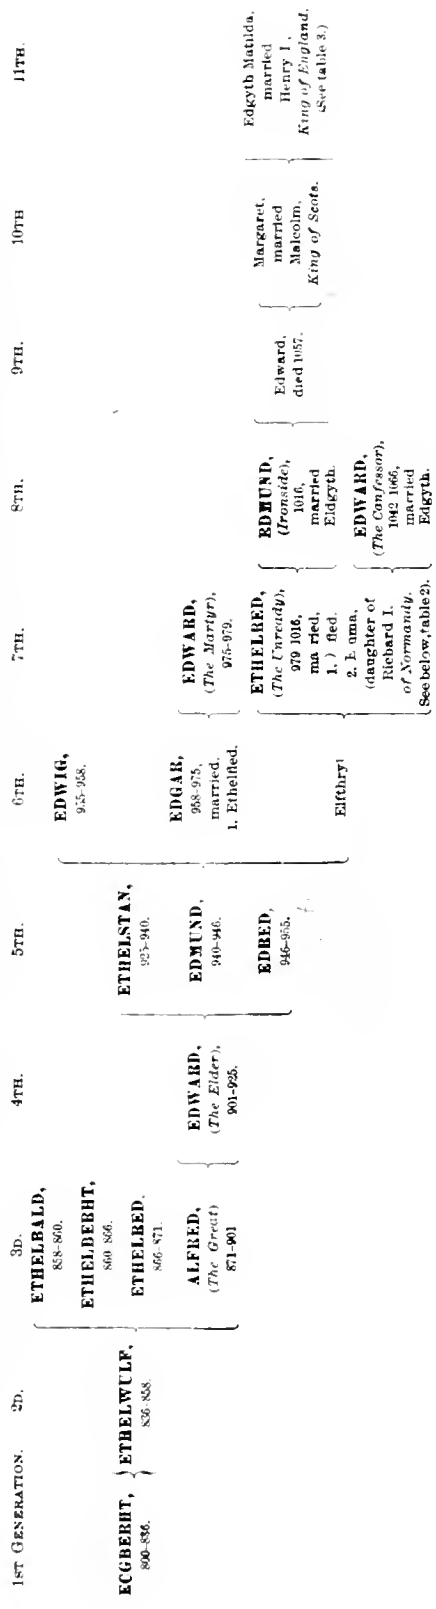 1ST GENERATION.
ECGBERHT,
800-836.
2D.
ETHELWULF,
836-858.
3D.
ETHELBALD,
858-860.
ETHELBERHT,
860-866.
ETHELRED,
866-871.
ALFRED,
(The Great)
871-901
4TH.
EDWARD,
(The Elder),
901-925.
5TH.
ETHELSTAN,
925-940.
EDMUND,
940-946.
EDRED,
946-955.
6TH.
EDWIG,
955-958.
EDGAR,
958-975,
married.
1. Ethelfled.
Elfthry
7TH.
EDWARD,
(The Martyr),
975-979.
ETHELRED,
(The Unready),
979 1016,
ma ried,
1. ) fled.
2. E uma,
(daughter of
Richard I.
of Normandy.
See below, table 2).
8TH.
EDMUND,
(Ironside),
1016,
married
Eldgyth.
EDWARD,
(The Confessor),
1042 1066,
married
Edgyth.
9TH.
Edward,
died 1057.
10TH
Margaret,
married
Malcolm,
King of Scots.
11TH.
Edgyth Matilda,
married
Henry I.,
King of England.
(See table 3.)